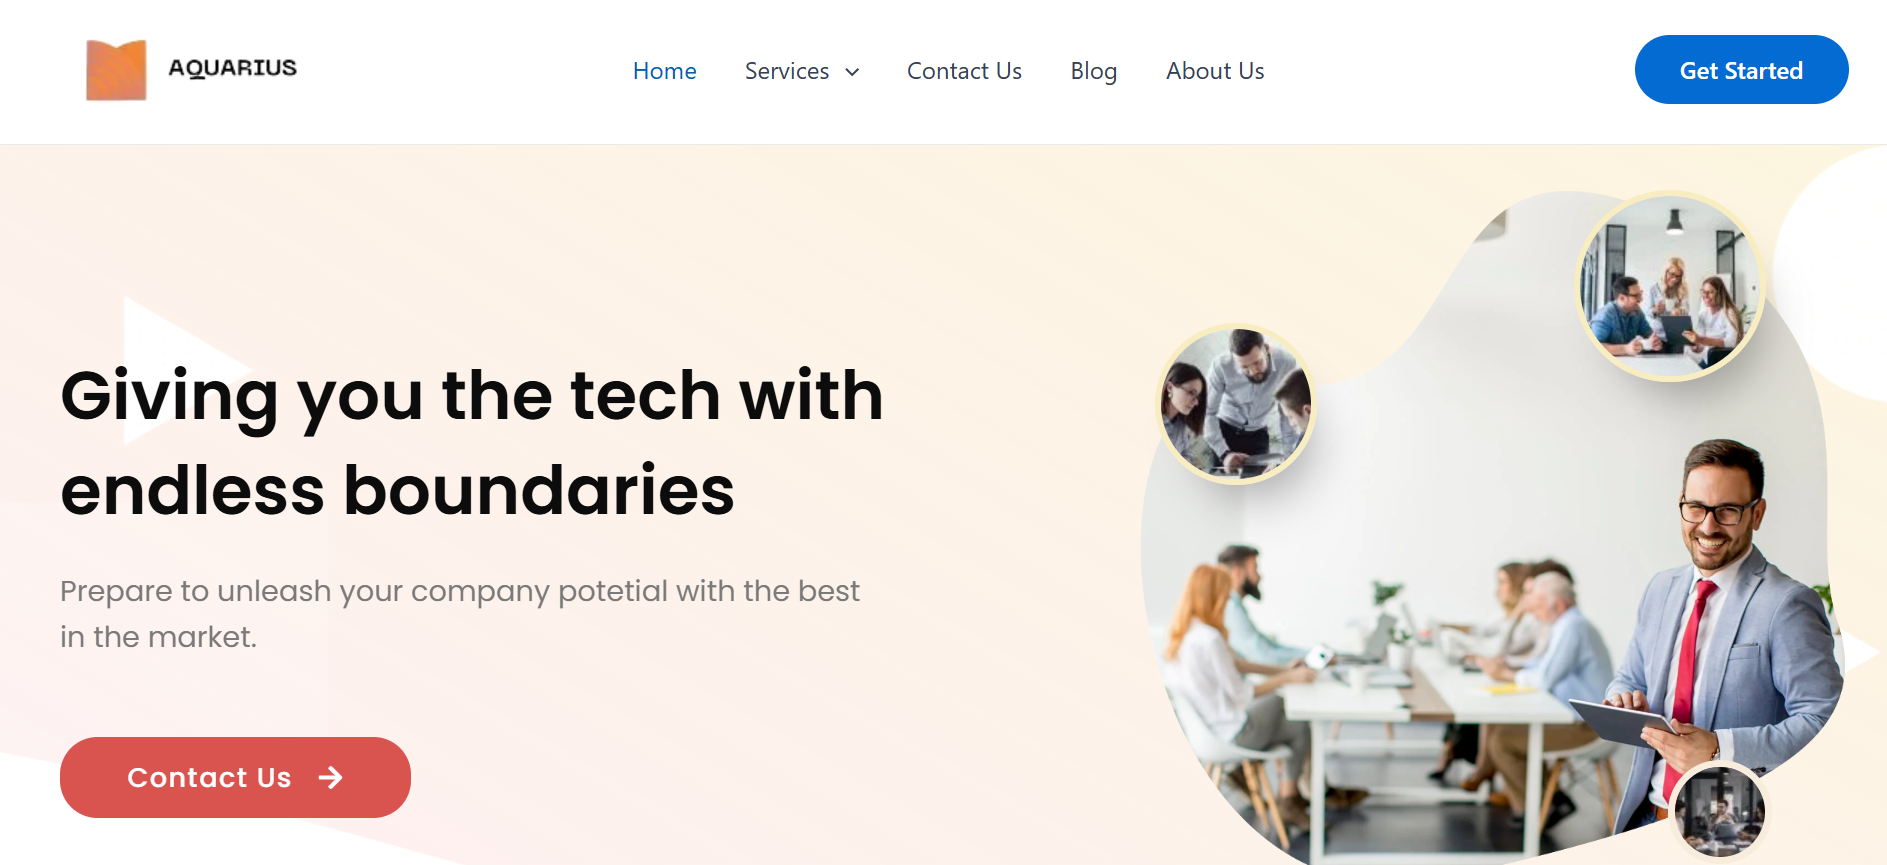 AQUARIUS
Home
Services
Contact Us
Blog
About Us
Get Started
Giving you the tech with
endless boundaries
Prepare to unleash your company potetial with the best
in the market.
Contact Us